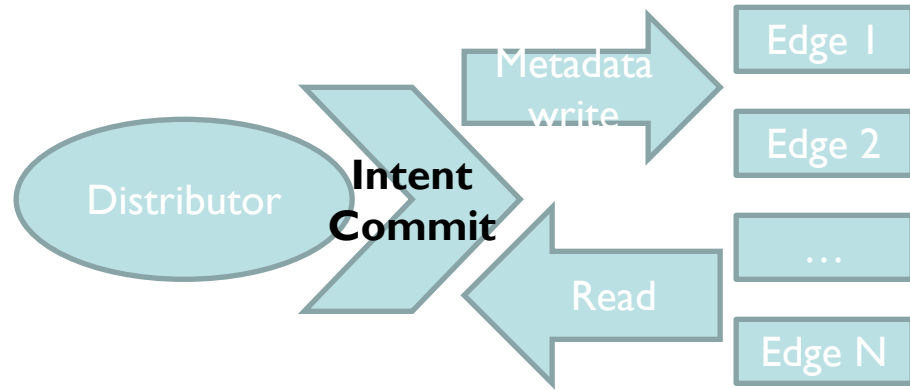 Distributor
Intent
Commit
Metadata
write
Read
Edge 1
Edge 2
…
Edge N